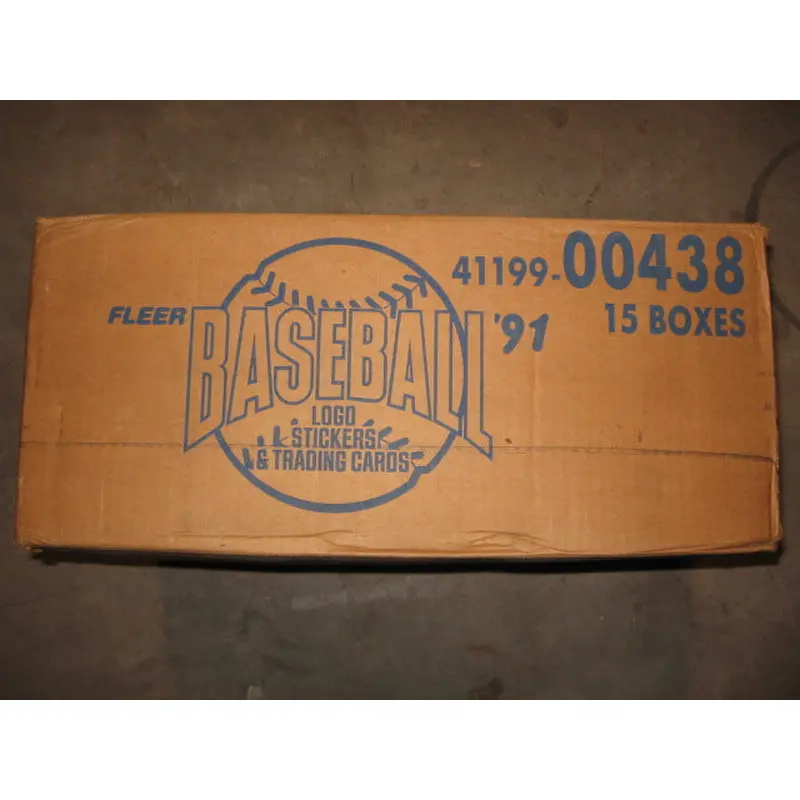 41199-00438
15 BOXES
FLEER BASEBALL '91
LOGO
STICKERS
& TRADING CARDS